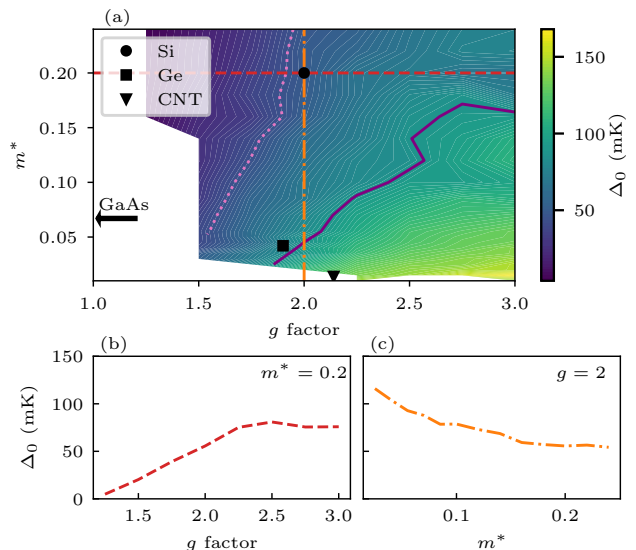 (a)
Si
Ge
CNT
0.20
0.15
0.10
0.05
m*
GaAs
1.0 1.5 2.0 2.5 3.0
g factor
150
100
50
Δ₀ (mK)
(b)
m* = 0.2
150
100
50
0
Δ₀ (mK)
1.5 2.0 2.5 3.0
g factor
(c)
g = 2
0.1 0.2
m*